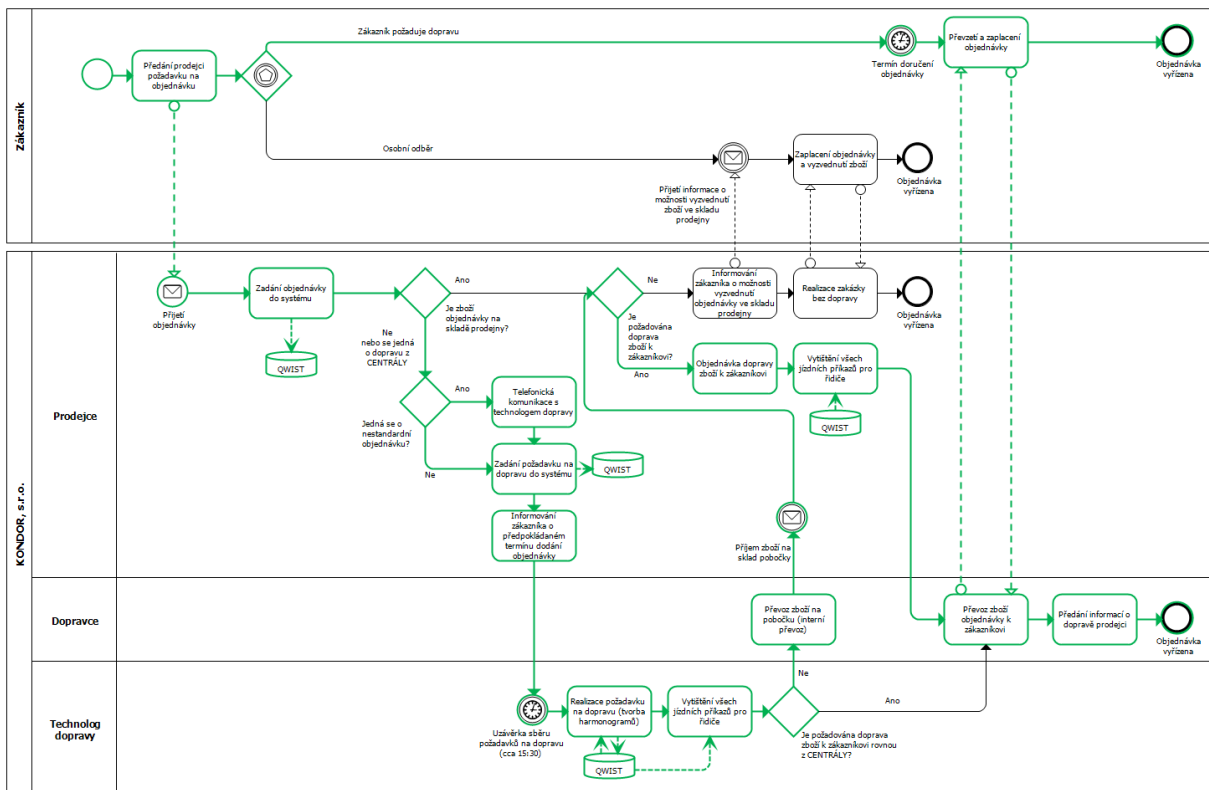 Zákazník
Předání prodejci
požadavku na
objednávku
Zákazník požaduje dopravu
Termín doručení
objednávky
Převzetí a zaplacení
objednávky
Objednávka
vyřízena
Osobní odběr
Přijetí informace o
možnosti vyzvednutí
zboží ve skladu
prodejny
Zaplacení objednávky
a vyzvednutí zboží
Objednávka
vyřízena
KONDOR, s.r.o.
Prodejce
Přijetí
objednávky
Zadání objednávky
do systému
QWIST
Ano
Je zboží
objednávky na
skladě prodejny?
Ne
nebo se jedná
o dopravu z
CENTRÁLY
Ne
Je
požadována
doprava
zboží k
zákazníkovi?
Ano
Informování
zákazníka o možnosti
vyzvednutí
objednávky ve skladu
prodejny
Realizace zakázky
bez dopravy
Objednávka
vyřízena
Objednávka dopravy
zboží k zákazníkovi
Vytištění všech
jízdních příkazů pro
řidiče
QWIST
Ano
Jedná se o
nestandardní
objednávku?
Ne
Telefonická
komunikace s
technologem dopravy
Zadání požadavku na
dopravu do systému
QWIST
Informování
zákazníka o
předpokládaném
termínu dodání
objednávky
Příjem zboží na
sklad pobočky
Dopravce
Převoz zboží na
pobočku (interní
převoz)
Převoz zboží
objednávky k
zákazníkovi
Předání informací o
dopravě prodejci
Objednávka
vyřízena
Technolog
dopravy
Uzávěrka sběru
požadavků na dopravu
(cca 15:30)
Realizace požadavku
na dopravu (tvorba
harmonogramů)
QWIST
Vytištění všech
jízdních příkazů pro
řidiče
Ne
Ano
Je požadována doprava
zboží k zákazníkovi rovnou
z CENTRÁLY?